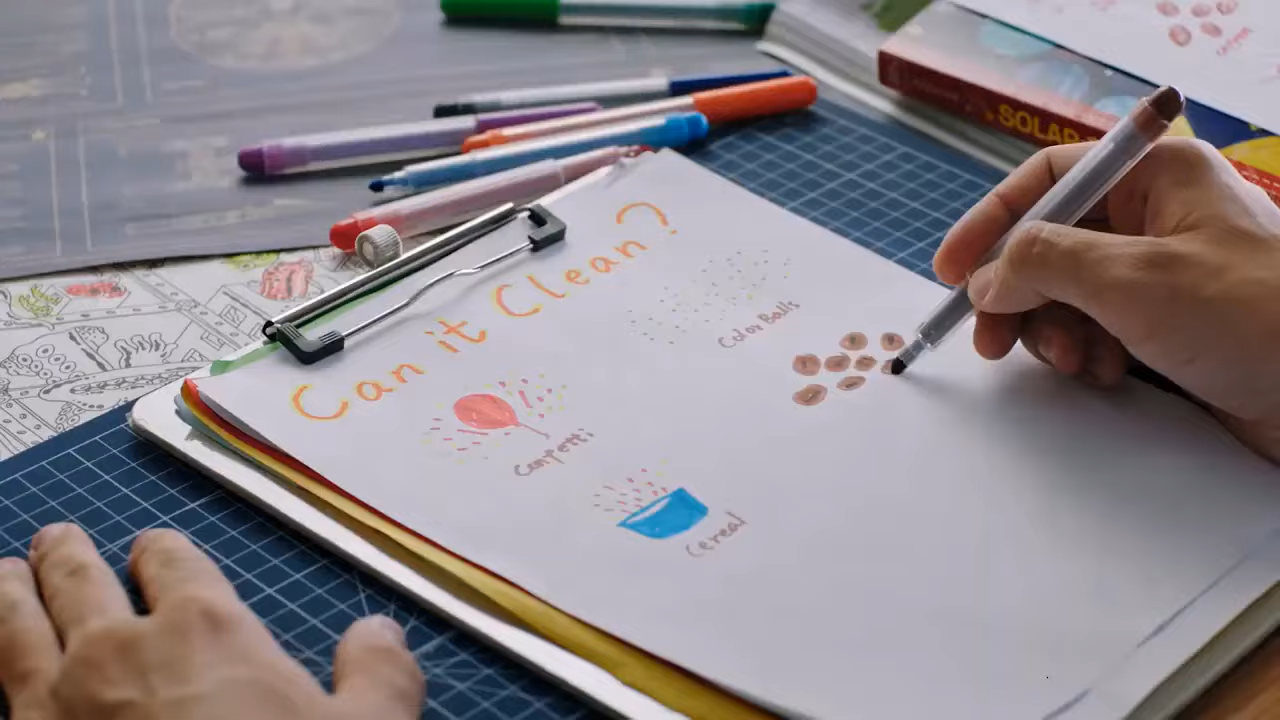 Can it Clean?
Color Balls
Confetti
Cereal
SOLAR